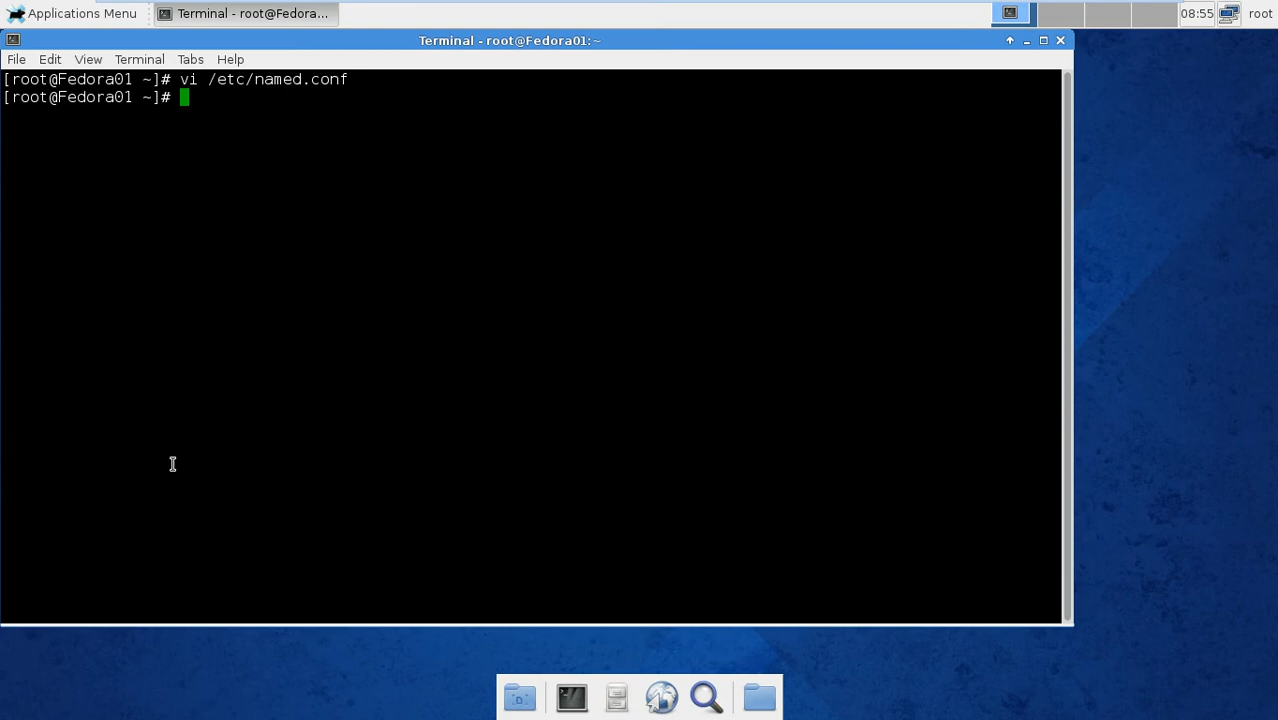 Applications Menu
Terminal - root@Fedora...
08:55
root
Terminal - root@Fedora01:~
File Edit View Terminal Tabs Help
[root@Fedora01 ~]# vi /etc/named.conf
[root@Fedora01 ~]#